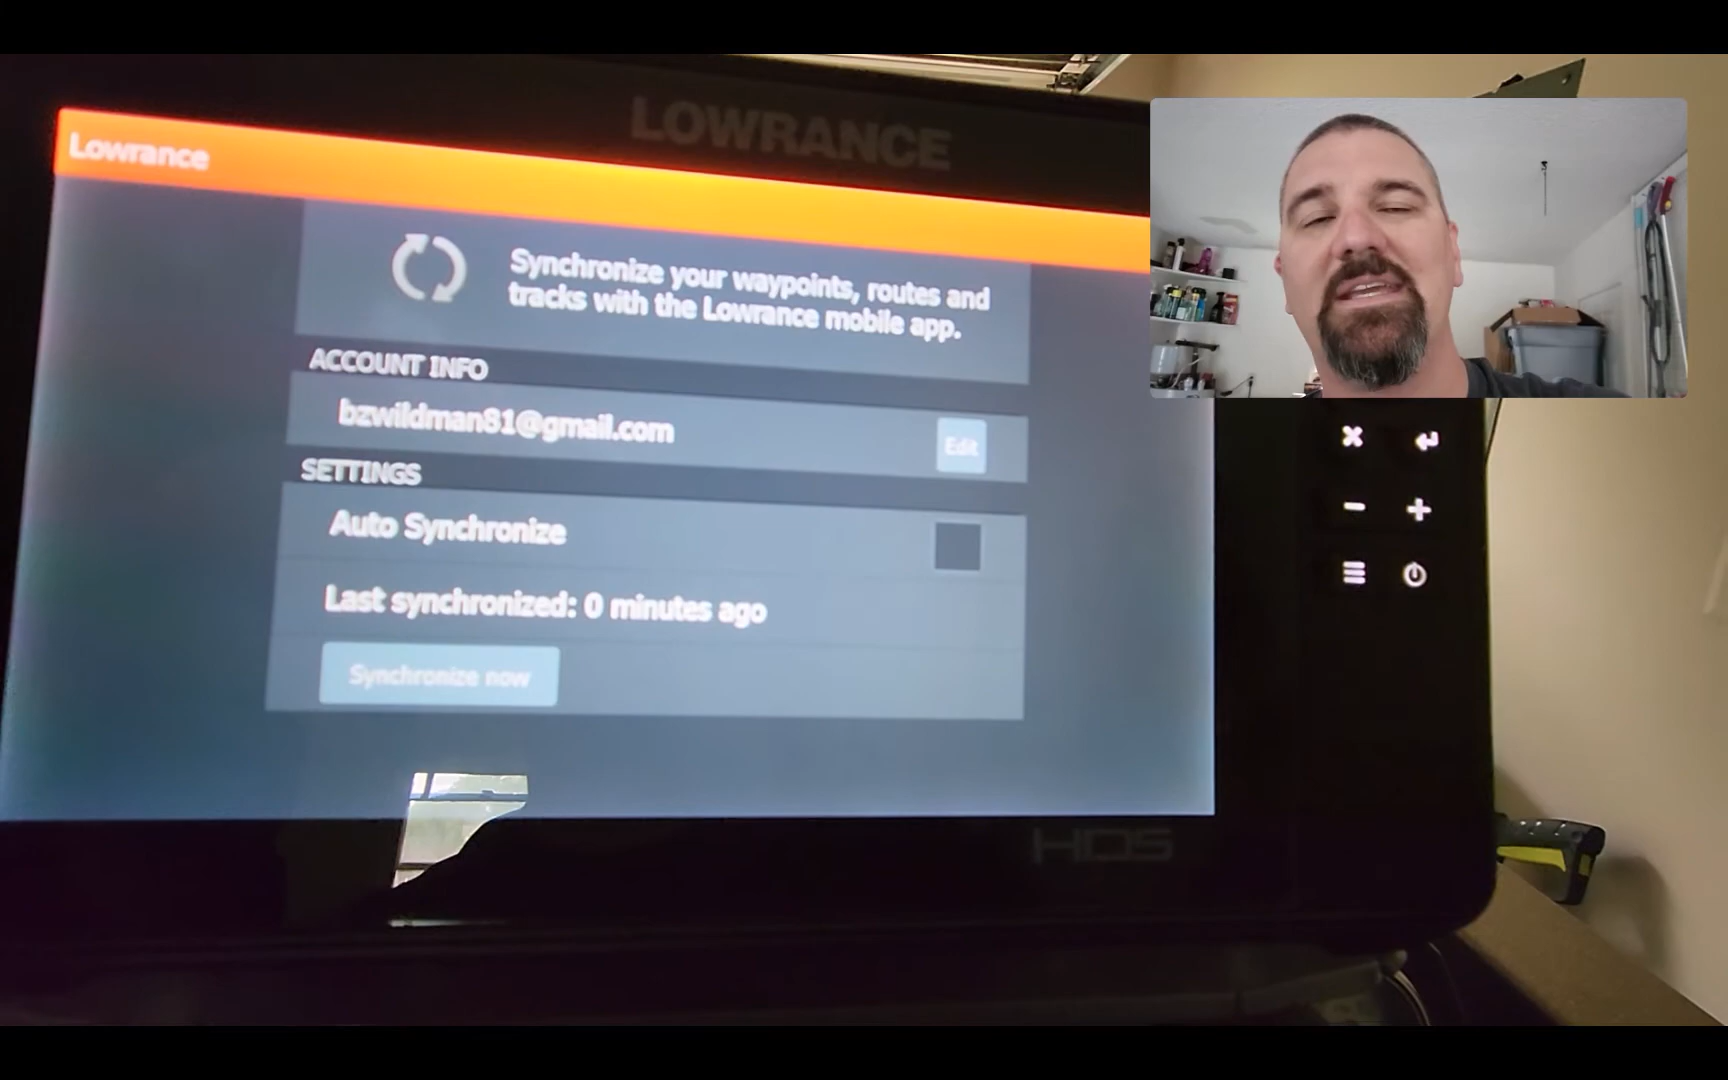 LOWRANCE
Lowrance
Synchronize your waypoints, routes and
tracks with the Lowrance mobile app.
ACCOUNT INFO
bzwildman81@gmail.com
Edit
SETTINGS
Auto Synchronize
Last synchronized: 0 minutes ago
Synchronize now
HDS